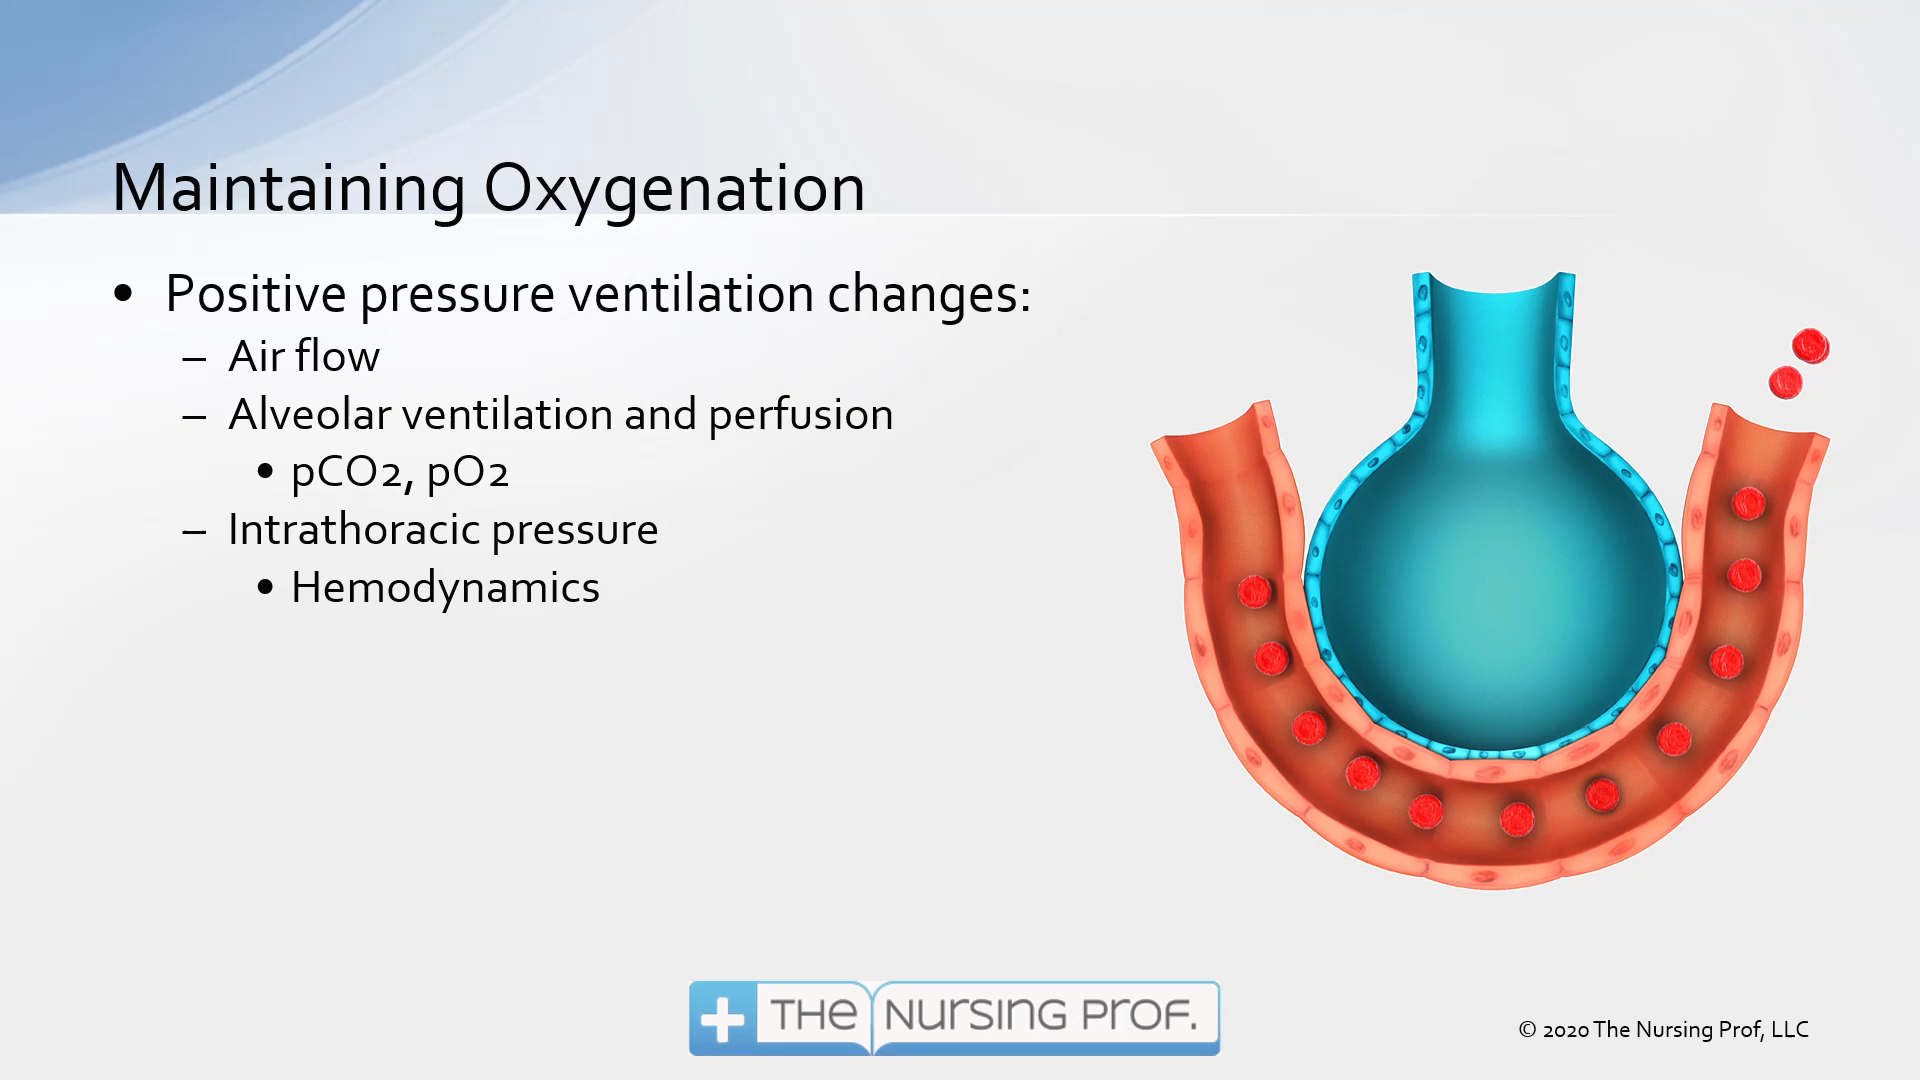 Maintaining Oxygenation
• Positive pressure ventilation changes:
– Air flow
– Alveolar ventilation and perfusion
• pCO2, pO2
– Intrathoracic pressure
• Hemodynamics
THE NURSING PROF.
© 2020 The Nursing Prof, LLC